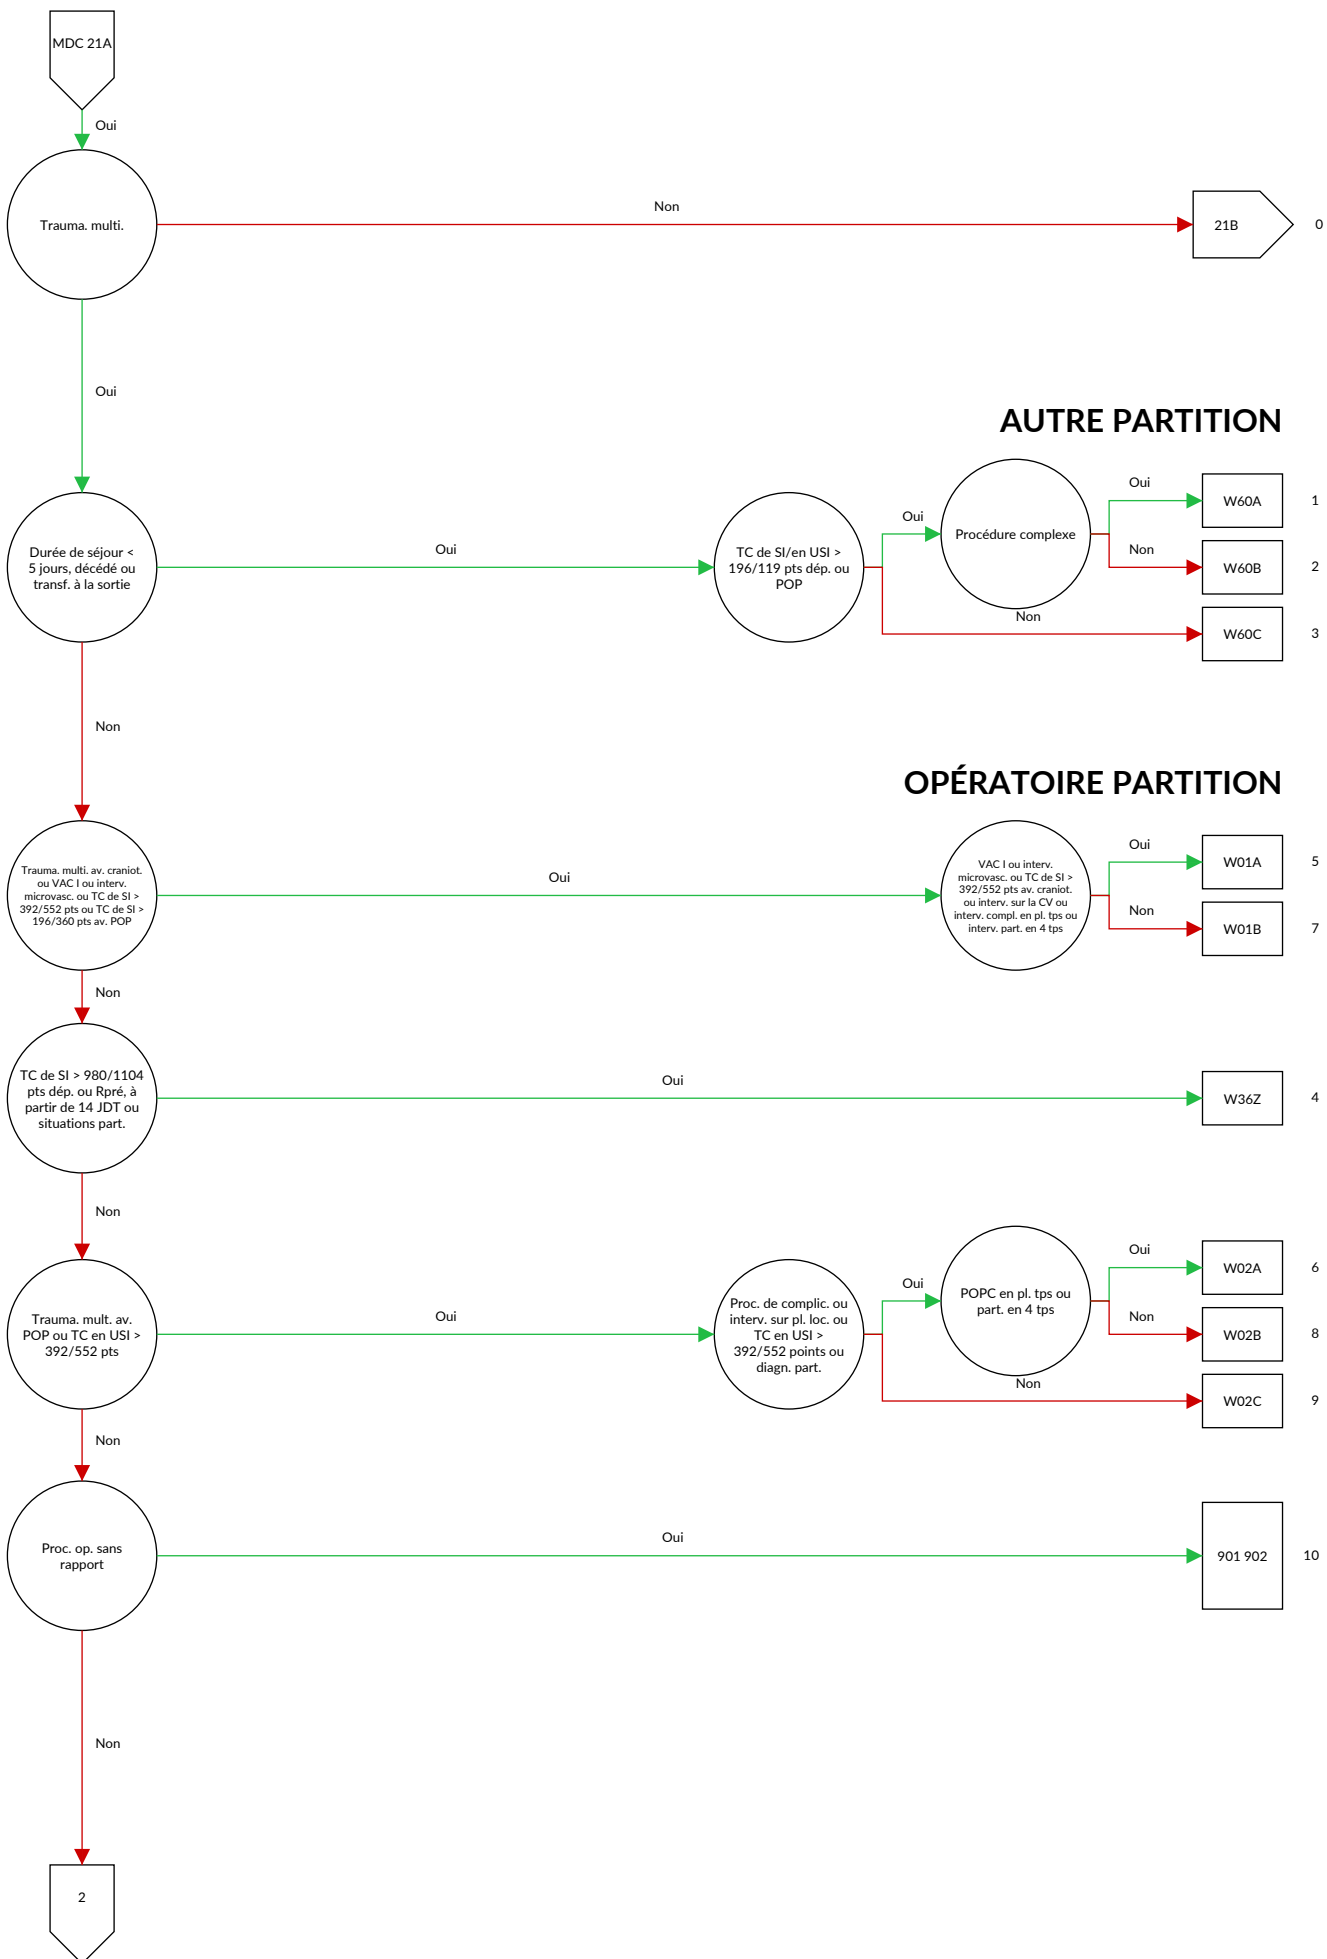 MDC 21A
Oui
Trauma. multi.
Non
21B
0
Oui
AUTRE PARTITION
Durée de séjour <
5 jours, décédé ou
transf. à la sortie
Oui
TC de SI/en USI >
196/119 pts dép. ou
POP
Oui
Procédure complexe
Oui
W60A
1
Non
W60B
2
Non
W60C
3
Non
OPÉRATOIRE PARTITION
Trauma. multi. av. craniot.
ou VAC I ou interv.
microvasc. ou TC de SI >
392/552 pts ou TC de SI >
196/360 pts av. POP
Oui
VAC I ou interv.
microvasc. ou TC de SI >
392/552 pts av. craniot.
ou interv. sur la CV ou
interv. compl. en pl. tps ou
interv. part. en 4 tps
Oui
W01A
5
Non
W01B
7
Non
TC de SI > 980/1104
pts dép. ou Rpré, à
partir de 14 JDT ou
situations part.
Oui
W36Z
4
Non
Trauma. mult. av.
POP ou TC en USI >
392/552 pts
Oui
Proc. de complic. ou
interv. sur pl. loc. ou
TC en USI >
392/552 points ou
diagn. part.
Oui
POPC en pl. tps ou
part. en 4 tps
Oui
W02A
6
Non
W02B
8
Non
W02C
9
Non
Proc. op. sans
rapport
Oui
901 902
10
Non
2